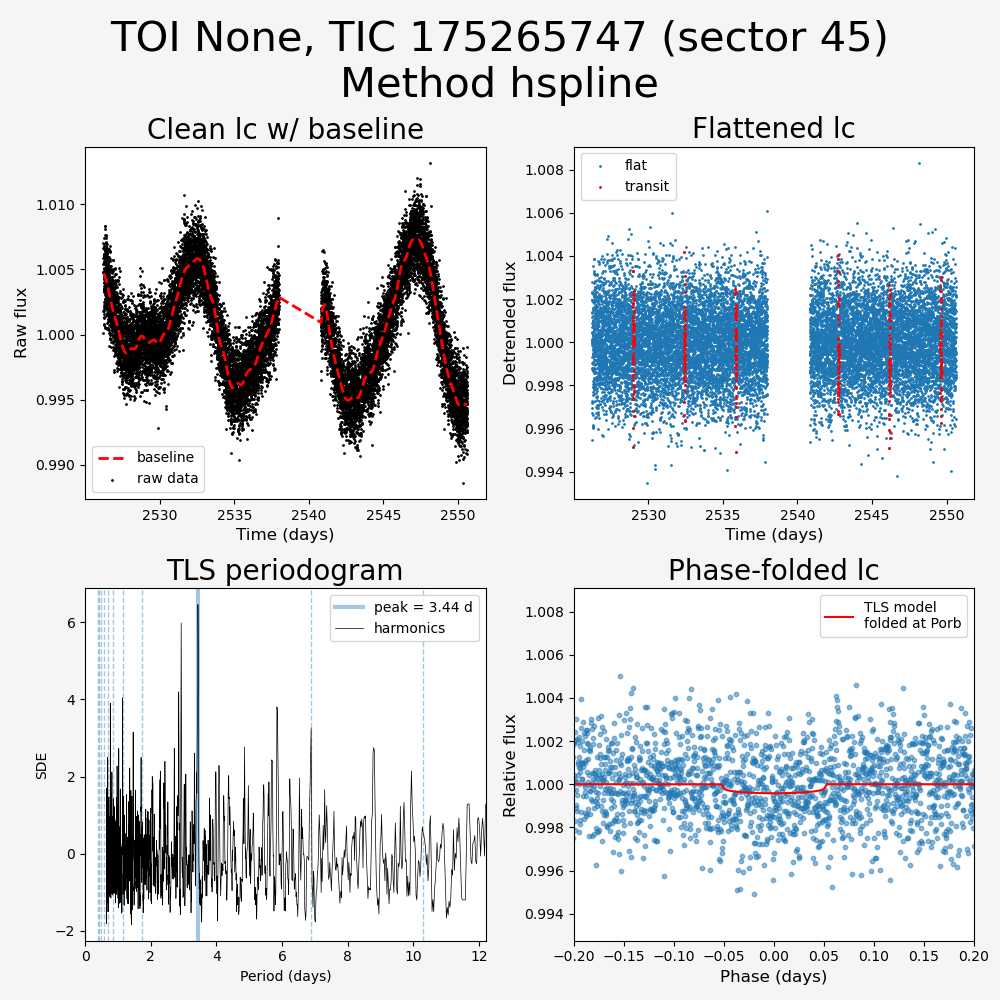 TOI None, TIC 175265747 (sector 45)
Method hspline
Clean lc w/ baseline
Raw flux
1.010
1.005
1.000
0.995
0.990
baseline
raw data
2530
2535
2540
2545
2550
Time (days)
Flattened lc
Detrended flux
1.008
1.006
1.004
1.002
1.000
0.998
0.996
0.994
flat
transit
2530
2535
2540
2545
2550
Time (days)
TLS periodogram
SDE
6
4
2
0
−2
peak = 3.44 d
harmonics
0
2
4
6
8
10
12
Period (days)
Phase-folded lc
Relative flux
1.008
1.006
1.004
1.002
1.000
0.998
0.996
0.994
TLS model
folded at Porb
−0.20
−0.15
−0.10
−0.05
0.00
0.05
0.10
0.15
0.20
Phase (days)